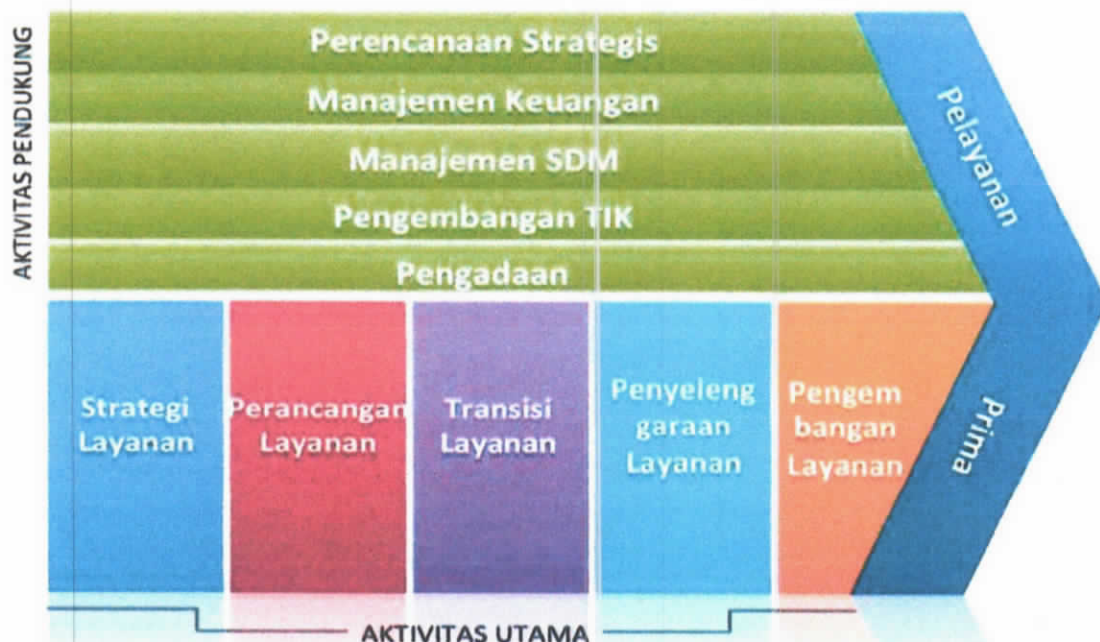 AKTIVITAS PENDUKUNG
Perencanaan Strategis
Manajemen Keuangan
Manajemen SDM
Pengembangan TIK
Pengadaan
Pelayanan
Prima
Strategi
Layanan
Perancangan
Layanan
Transisi
Layanan
Penyeleng
garaan
Layanan
Pengem
bangan
Layanan
AKTIVITAS UTAMA